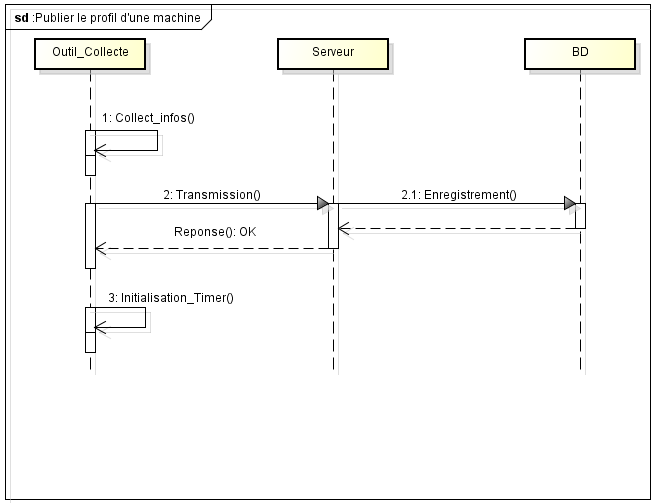 sd :Publier le profil d'une machine
Outil_Collecte
Serveur
BD
1: Collect_infos()
2: Transmission()
2.1: Enregistrement()
Reponse(): OK
3: Initialisation_Timer()